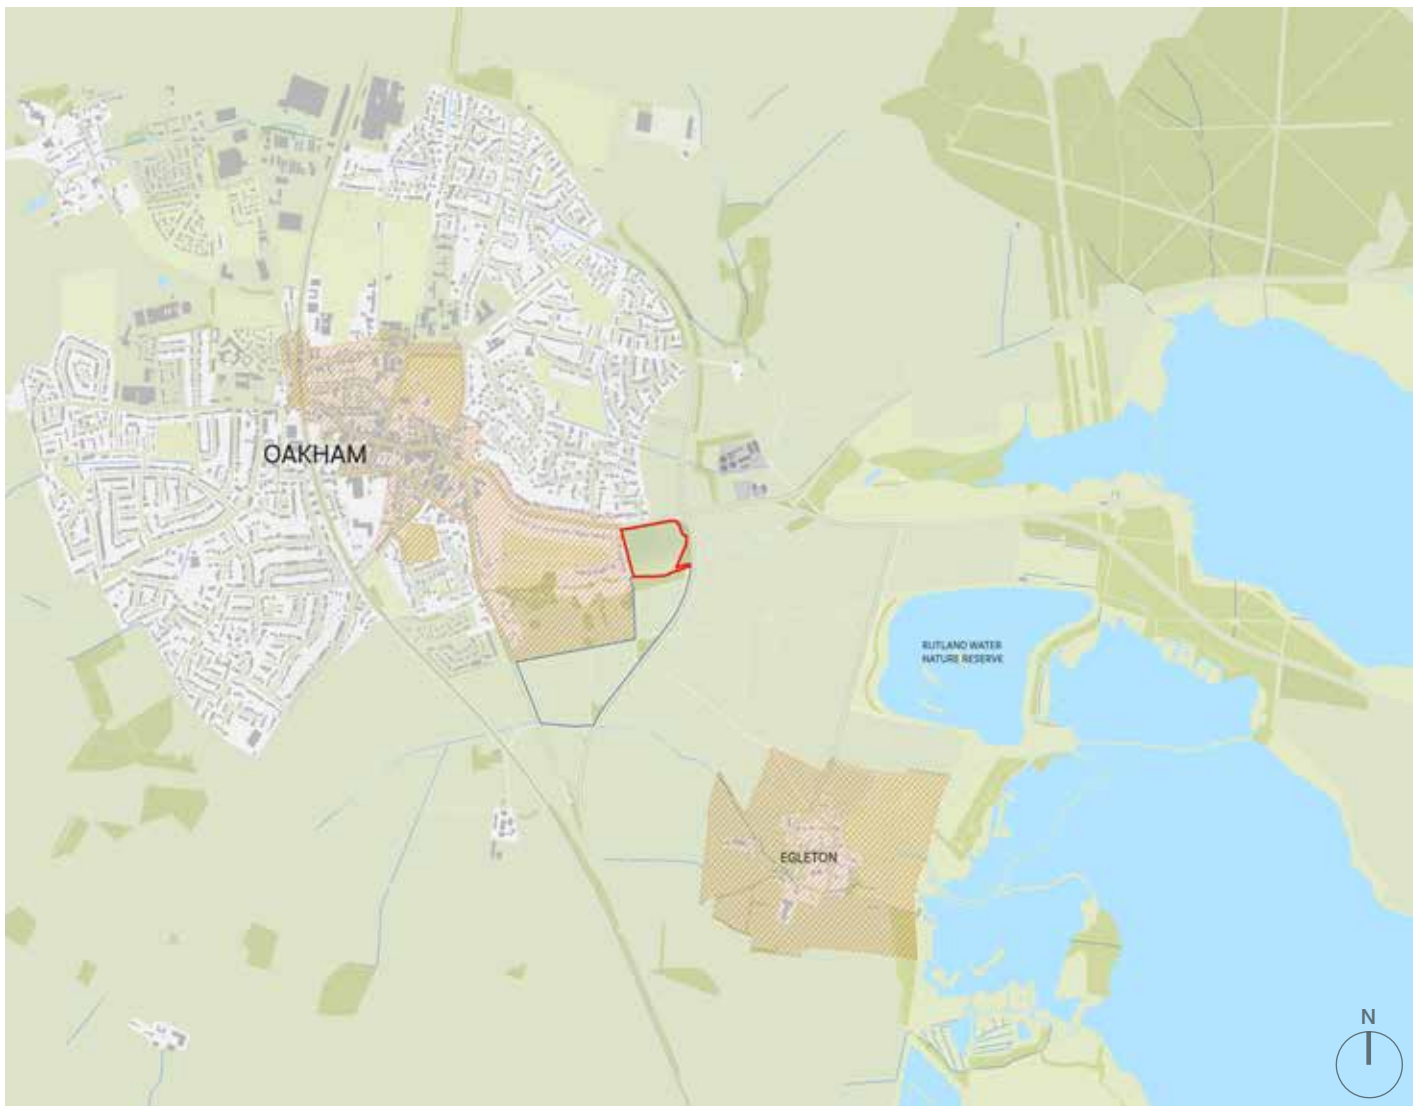 OAKHAM
RUTLAND WATER
NATURE RESERVE
EGLETON
N